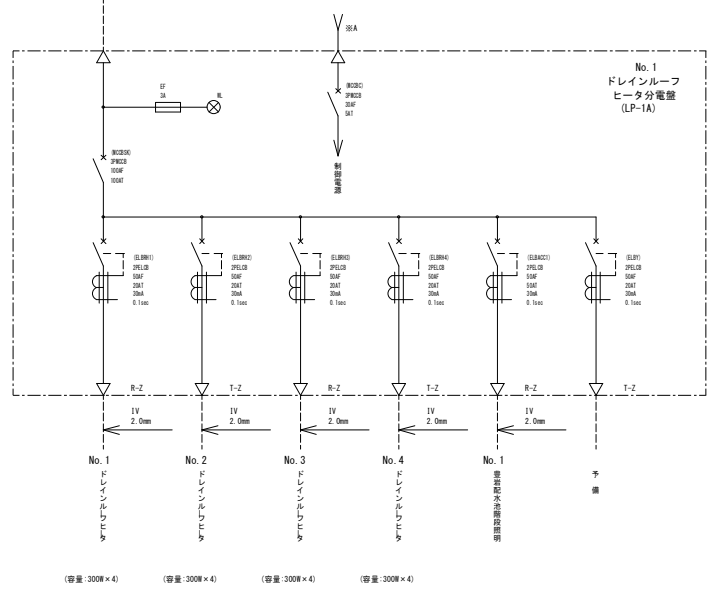 ※A
No.1
ドレインルーフ
ヒータ分電盤
(LP-1A)
EF
3A
WL
(MCCBC)
2PMCCB
30AF
5AT
制御電源
(MCCBSK)
3PMCCB
100AF
100AT
(ELBRH1)
2PELCB
50AF
20AT
30mA
0.1sec
(ELBRH2)
2PELCB
50AF
20AT
30mA
0.1sec
(ELBRH3)
2PELCB
50AF
20AT
30mA
0.1sec
(ELBRH4)
2PELCB
50AF
20AT
30mA
0.1sec
(ELBACC1)
2PELCB
50AF
20AT
30mA
0.1sec
(ELBY)
2PELCB
50AF
20AT
30mA
0.1sec
R-Z
T-Z
R-Z
T-Z
R-Z
T-Z
IV
2.0mm
IV
2.0mm
IV
2.0mm
IV
2.0mm
IV
2.0mm
No.1
ドレインルーフヒータ
No.2
ドレインルーフヒータ
No.3
ドレインルーフヒータ
No.4
ドレインルーフヒータ
No.1
豊岩配水池階段照明
予備
(容量:300W×4)
(容量:300W×4)
(容量:300W×4)
(容量:300W×4)